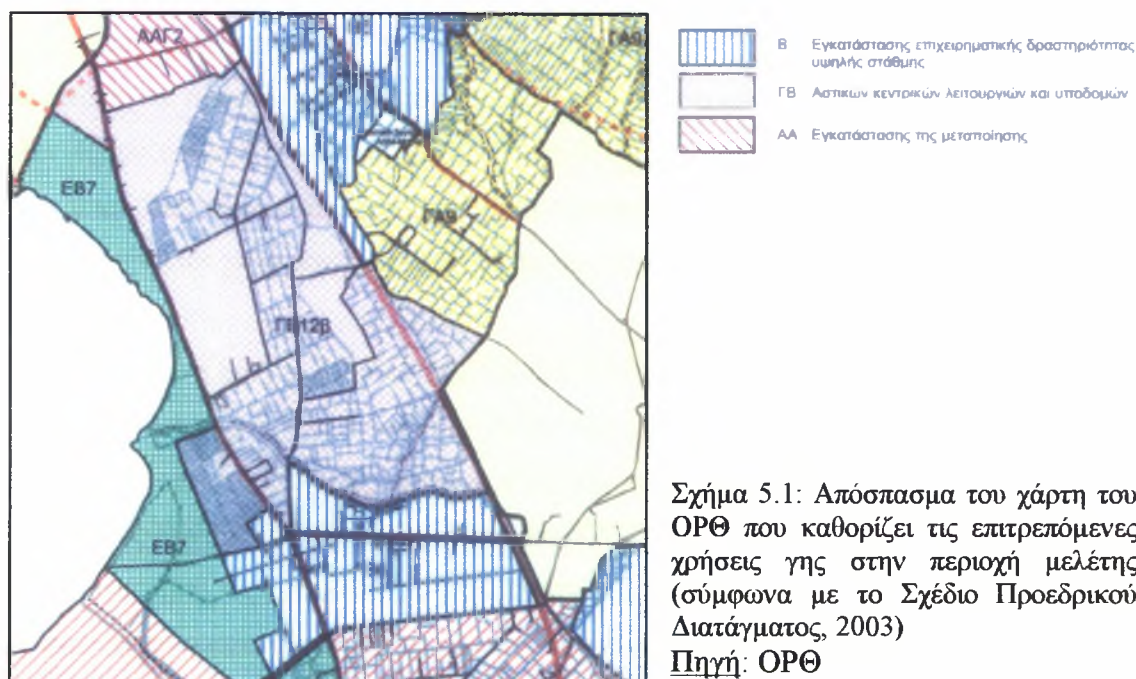 ΑΑΓ2
ΓΑ9
ΕΒ7
ΓΑ9
ΓΒ12β
ΕΒ7
Β Εγκατάστασης επιχειρηματικής δραστηριότητας
υψηλής στάθμης
ΓΒ Αστικων κεντρικών λειτουργιών και υποδομών
ΑΑ Εγκατάστασης της μεταποίησης
Σχήμα 5.1: Απόσπασμα του χάρτη του
ΟΡΘ που καθορίζει τις επιτρεπόμενες
χρήσεις γης στην περιοχή μελέτης
(σύμφωνα με το Σχέδιο Προεδρικού
Διατάγματος, 2003)
Πηγή: ΟΡΘ